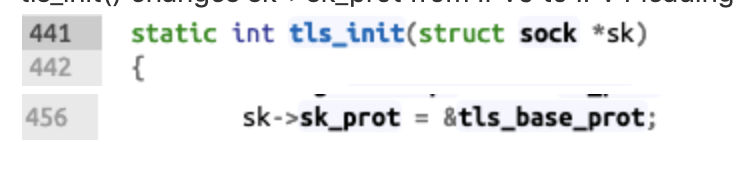 441 static int tls_init(struct sock *sk)
442 {
456 sk->sk_prot = &tls_base_prot;